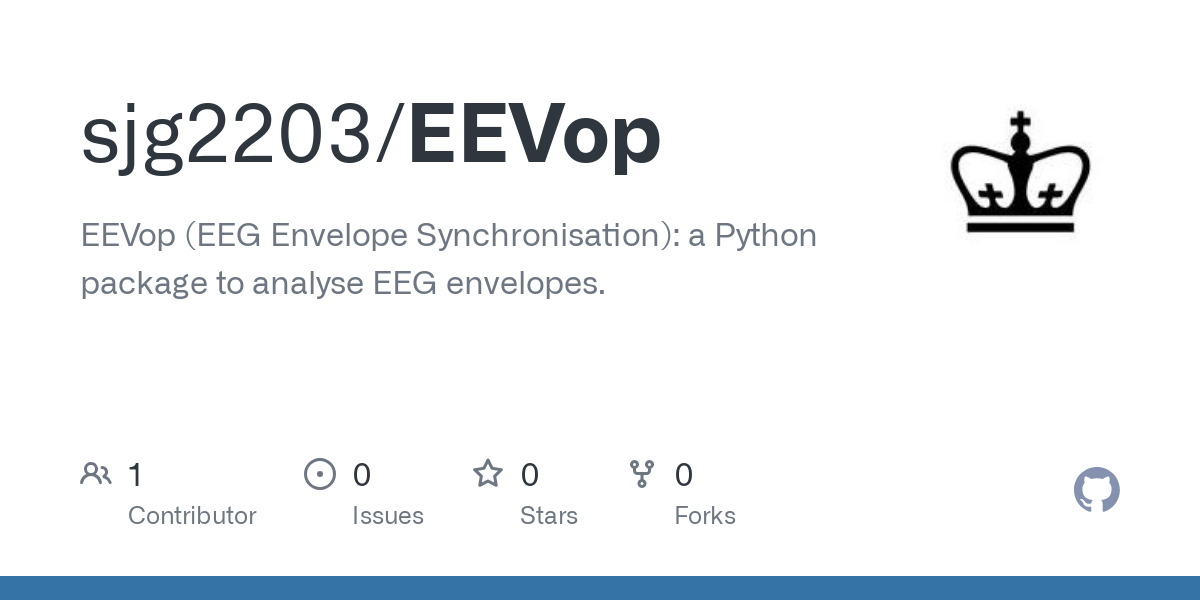 sjg2203/EEVop
EEVop (EEG Envelope Synchronisation): a Python
package to analyse EEG envelopes.
1 0 0 0
Contributor Issues Stars Forks